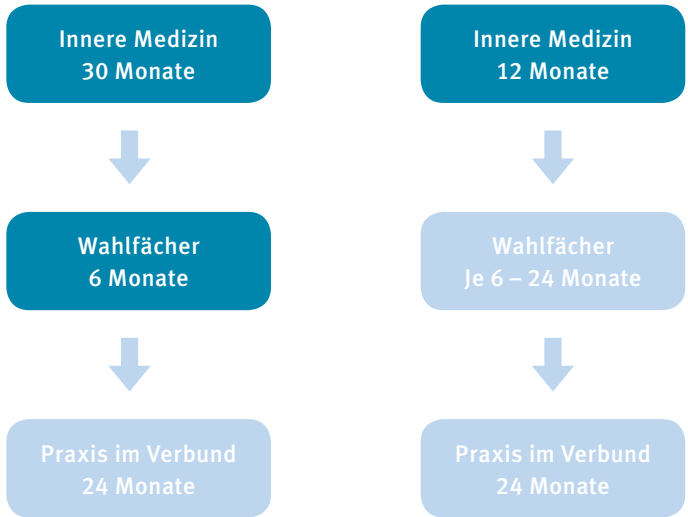 Innere Medizin
30 Monate
Wahlfächer
6 Monate
Praxis im Verbund
24 Monate
Innere Medizin
12 Monate
Wahlfächer
Je 6 – 24 Monate
Praxis im Verbund
24 Monate